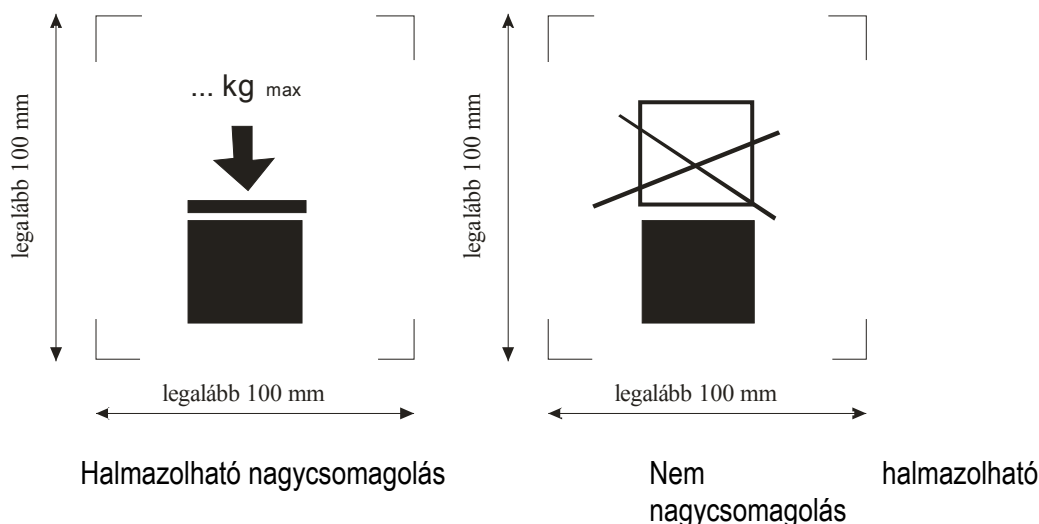 legalább 100 mm
... kg max
legalább 100 mm
Halmazolható nagycsomagolás
legalább 100 mm
legalább 100 mm
Nem halmazolható
nagycsomagolás